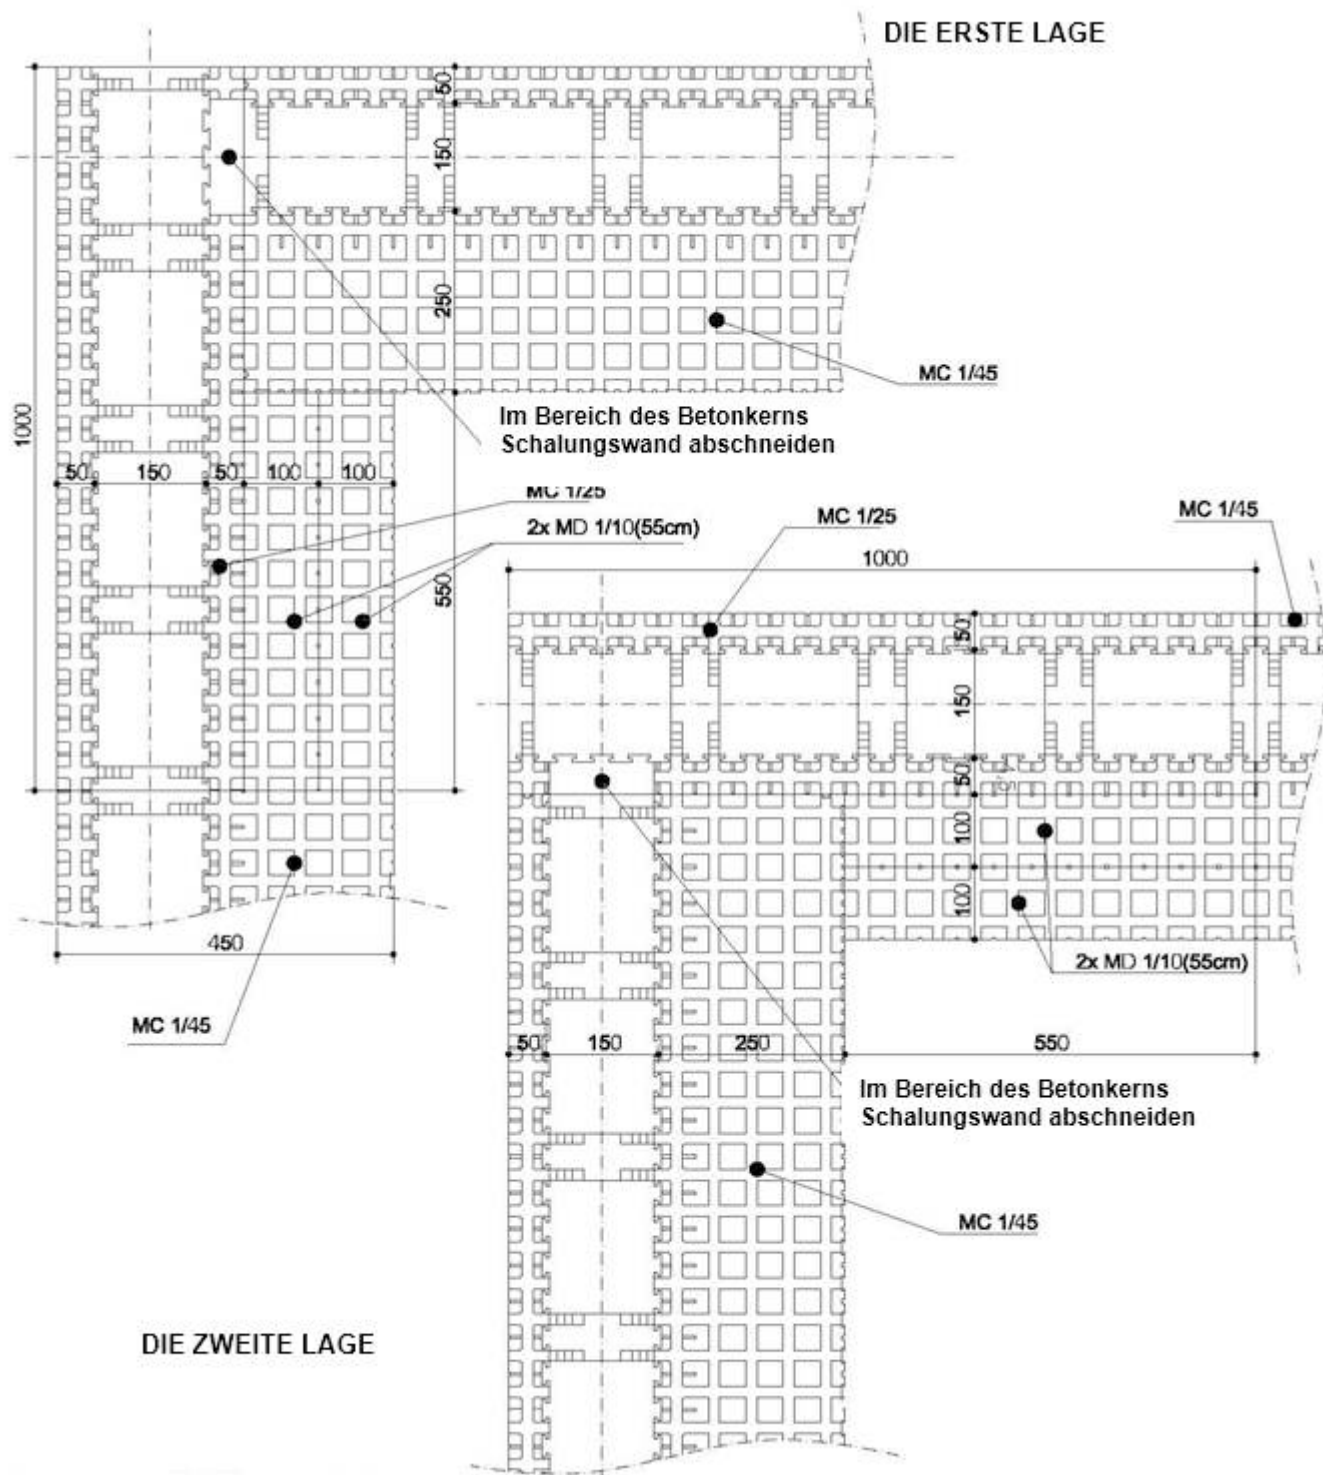 DIE ERSTE LAGE
50
150
250
MC 1/45
1000
Im Bereich des Betonkerns
Schalungswand abschneiden
50
150
50
100
100
MC 1/25
2x MD 1/10(55cm)
550
450
MC 1/45
MC 1/25
MC 1/45
1000
50
150
50
100
100
2x MD 1/10(55cm)
50
150
250
550
Im Bereich des Betonkerns
Schalungswand abschneiden
MC 1/45
DIE ZWEITE LAGE